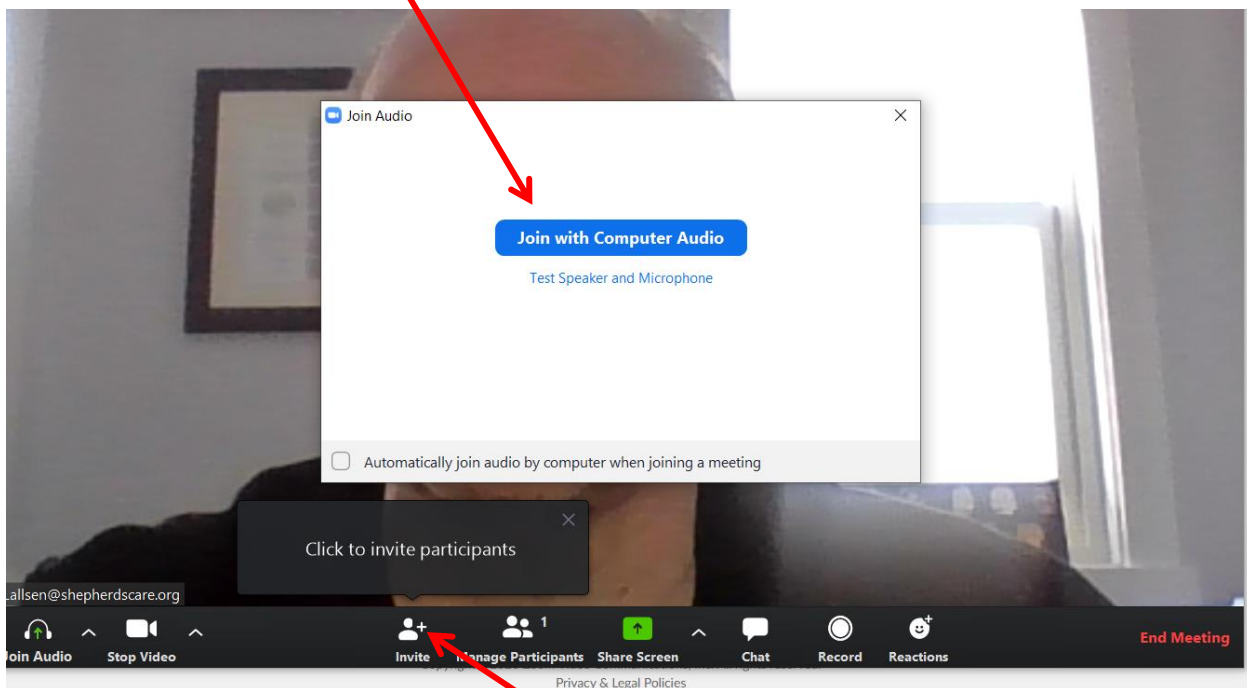 Join Audio
Join with Computer Audio
Test Speaker and Microphone
Automatically join audio by computer when joining a meeting
Click to invite participants
allsen@shepherdscare.org
1
Join Audio Stop Video Invite Manage Participants Share Screen Chat Record Reactions End Meeting
Privacy & Legal Policies